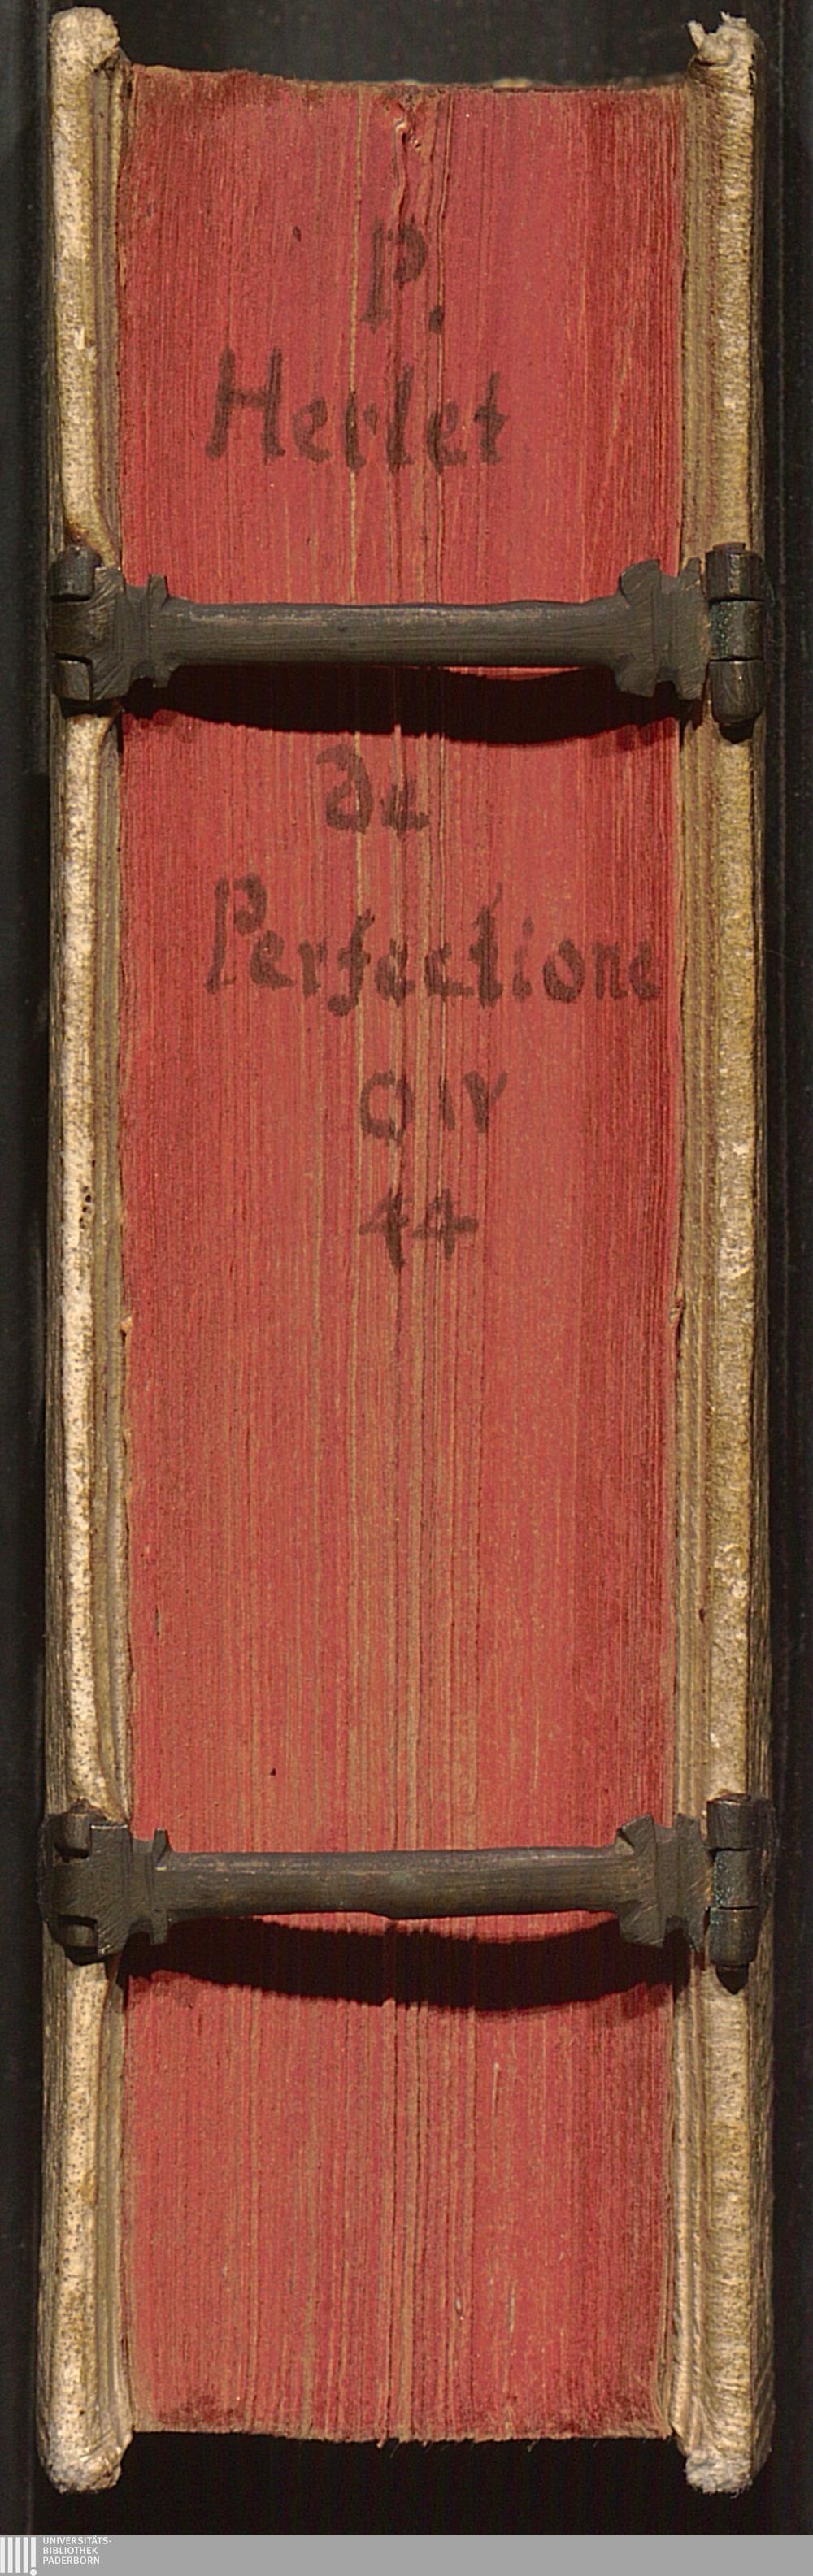 P.
Herlet
de
Perfectione
Q IV
44
UNIVERSITÄTS-
BIBLIOTHEK
PADERBORN